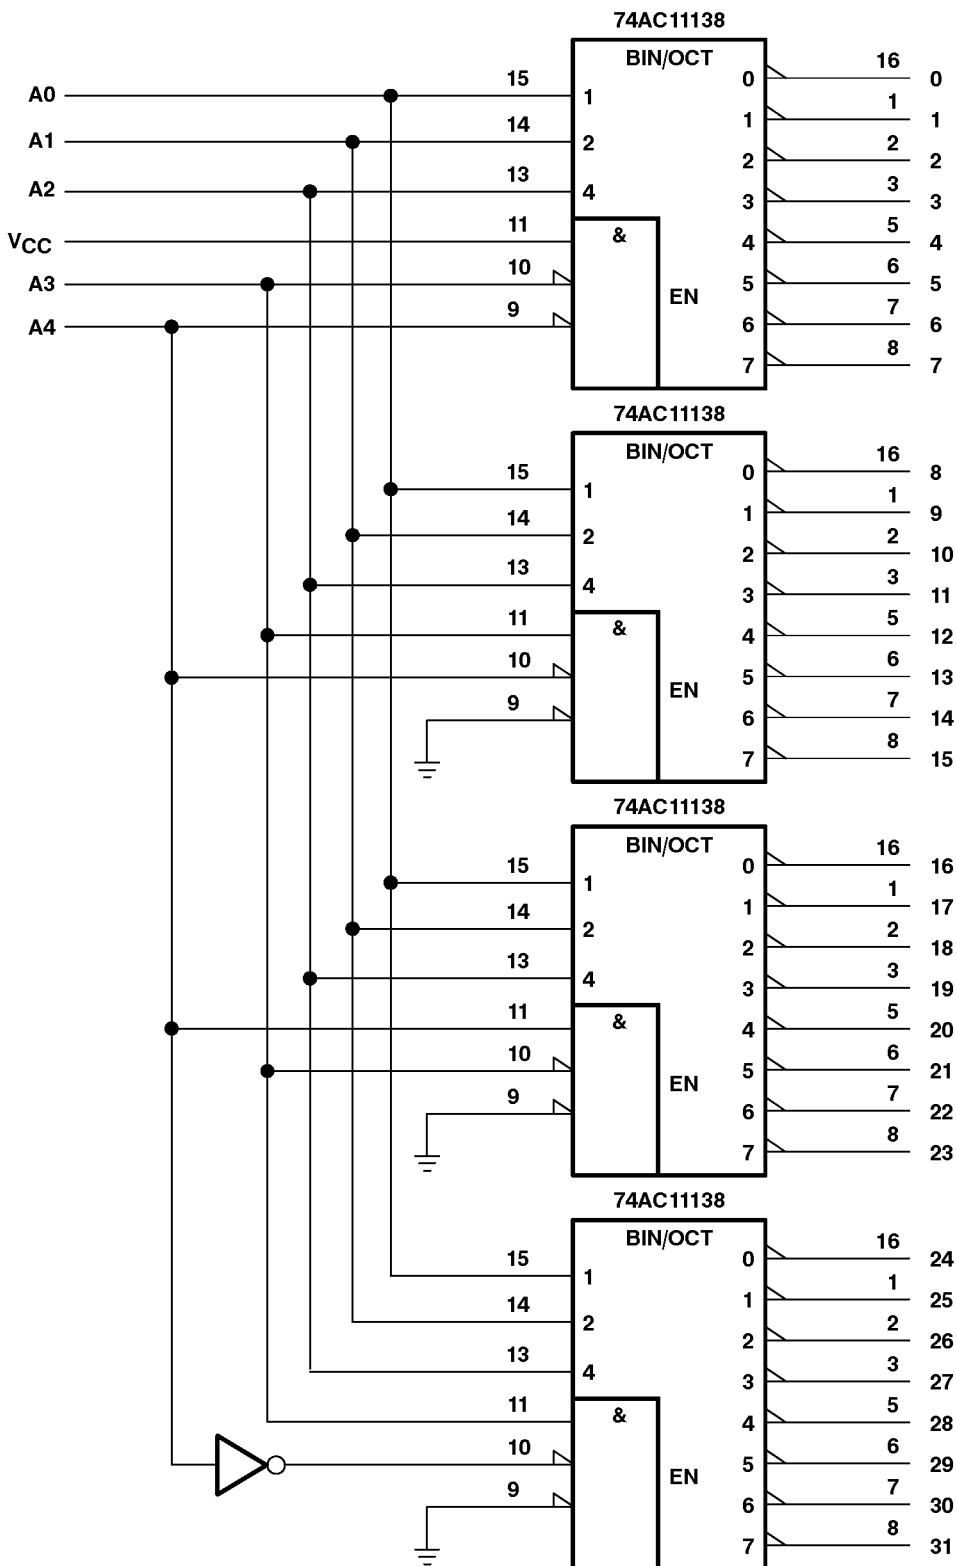 74AC11138
BIN/OCT
A0 15 1 0 16 0
A1 14 2 1 1 1
A2 13 4 2 2 2
3 3 3
VCC 11 & 4 5 4
A3 10 EN 5 6 5
A4 9 6 7 6
7 8 7
74AC11138
BIN/OCT
15 1 0 16 8
14 2 1 1 9
13 4 2 2 10
3 3 11
11 & 4 5 12
10 EN 5 6 13
9 6 7 14
7 8 15
74AC11138
BIN/OCT
15 1 0 16 16
14 2 1 1 17
13 4 2 2 18
3 3 19
11 & 4 5 20
10 EN 5 6 21
9 6 7 22
7 8 23
74AC11138
BIN/OCT
15 1 0 16 24
14 2 1 1 25
13 4 2 2 26
3 3 27
11 & 4 5 28
10 EN 5 6 29
9 6 7 30
7 8 31